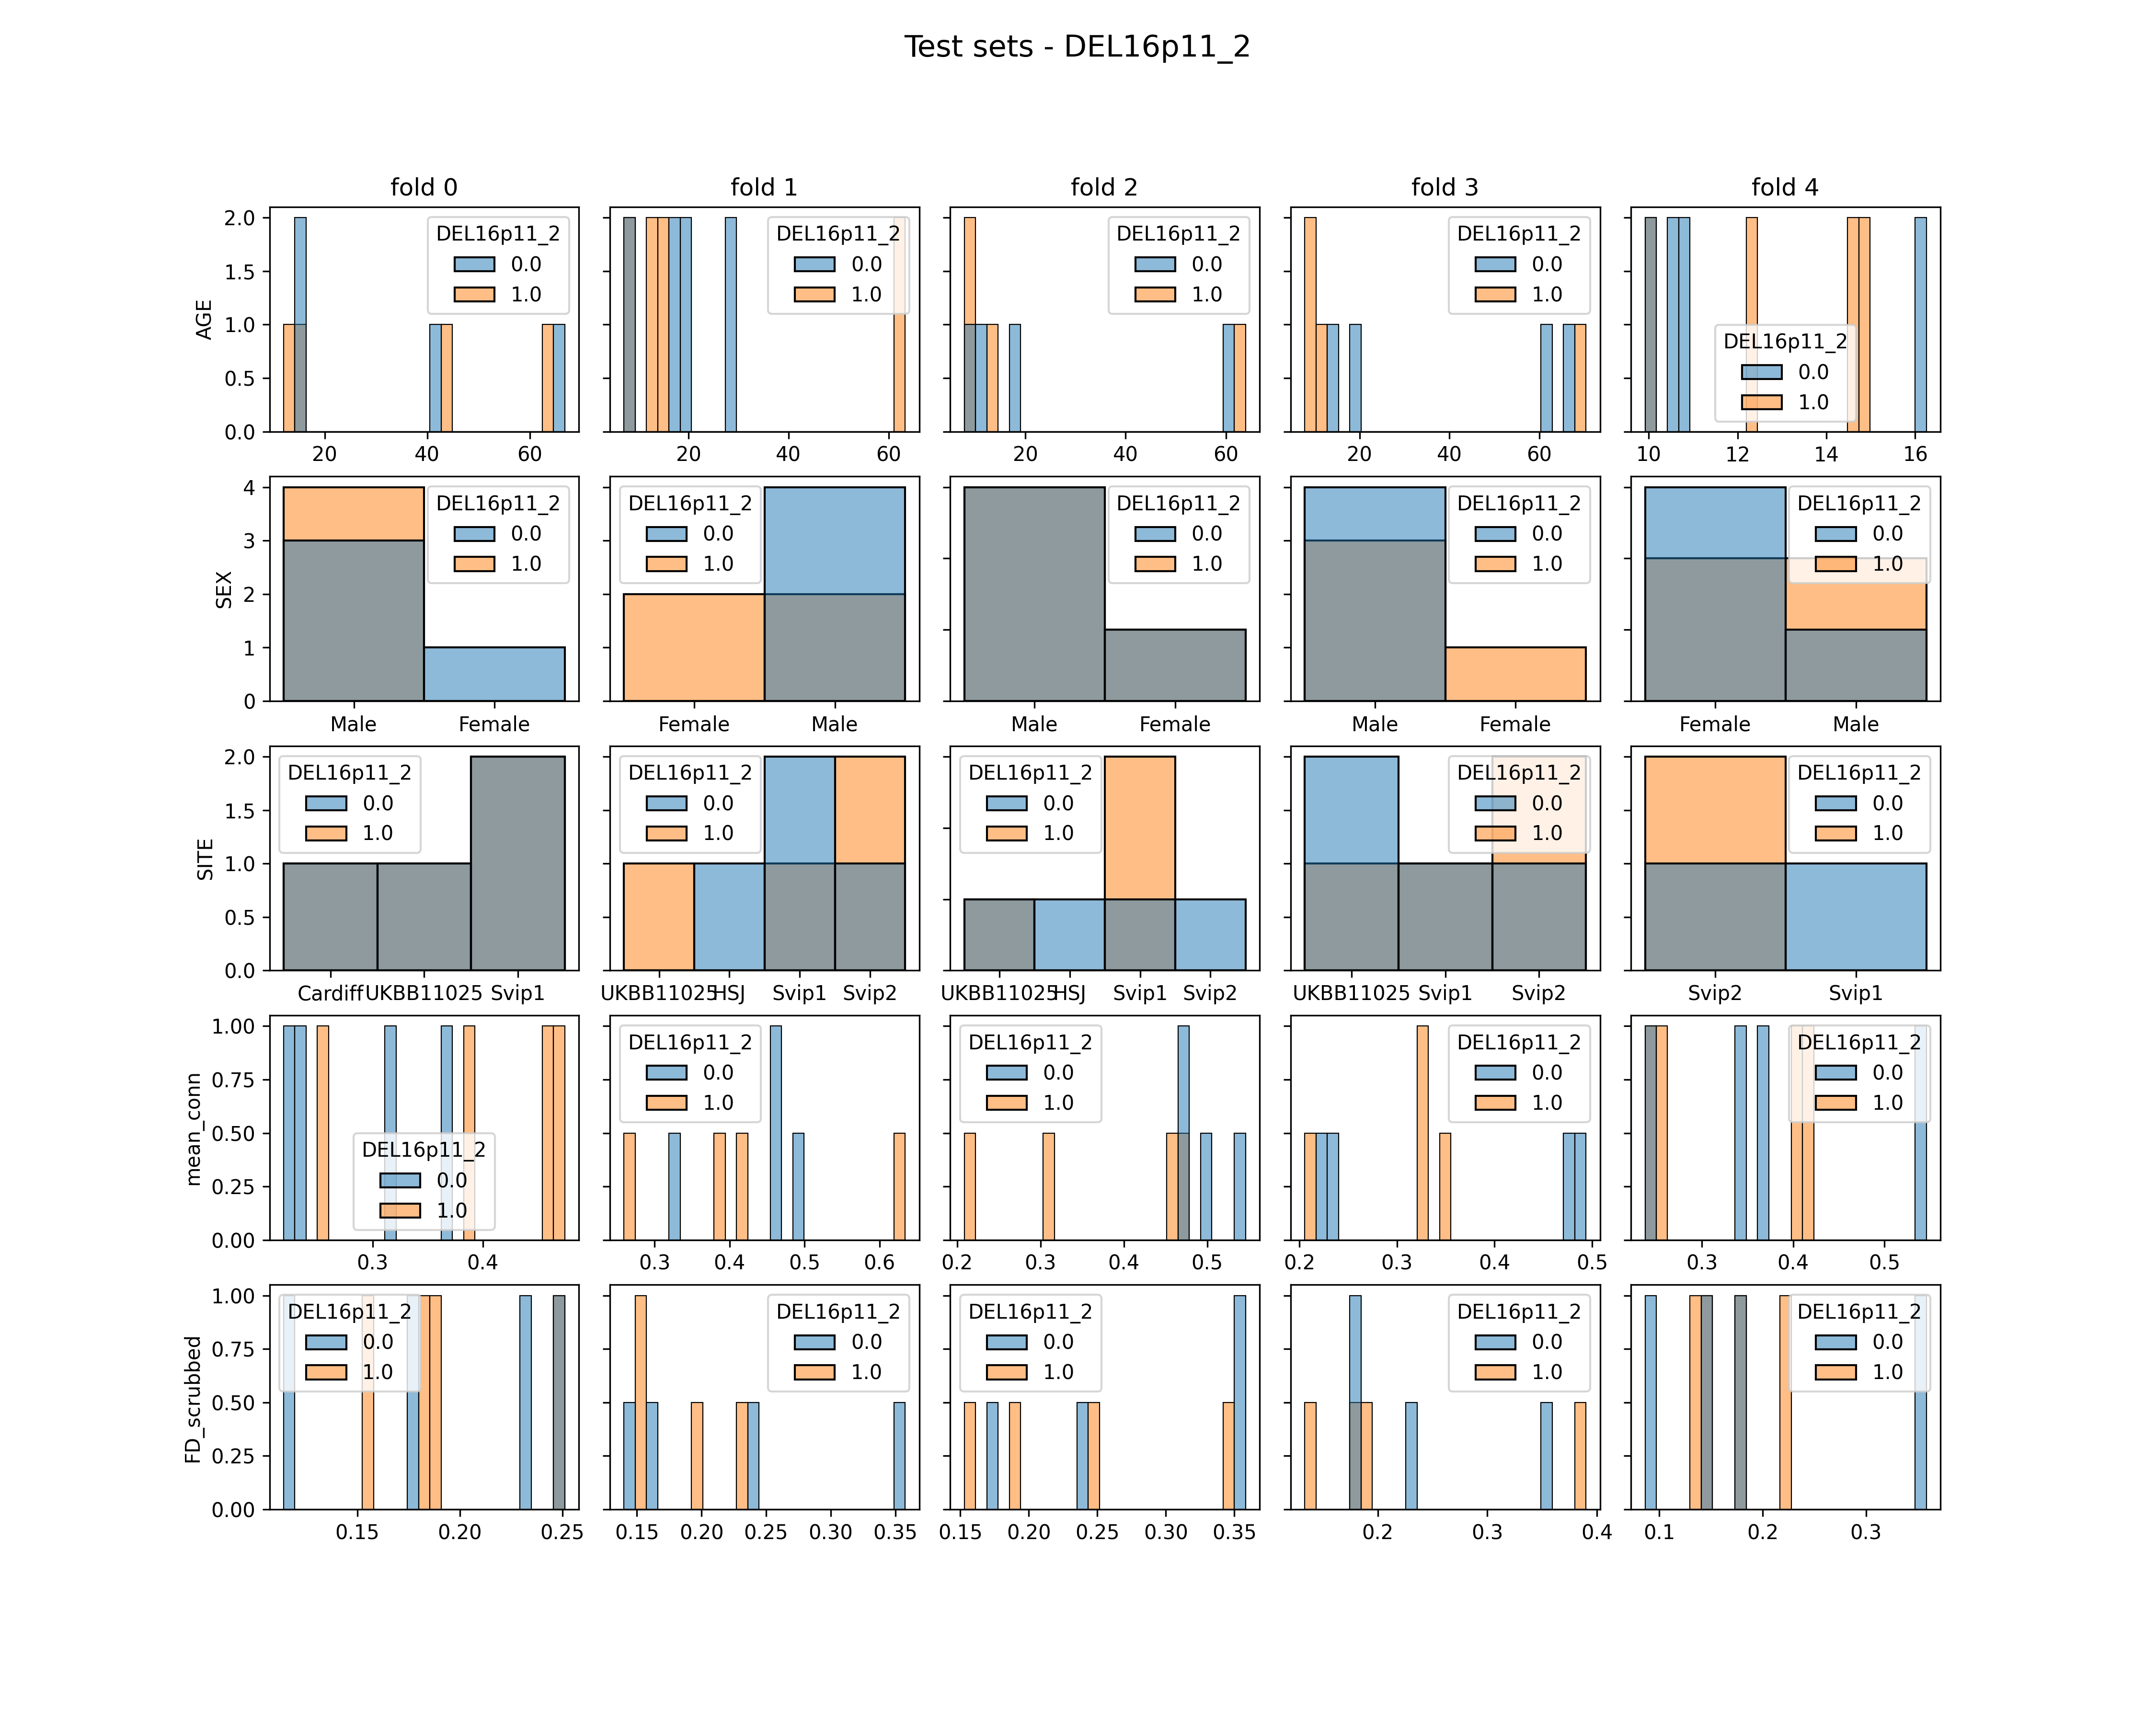 Test sets - DEL16p11_2
fold 0 fold 1 fold 2 fold 3 fold 4
AGE
2.0
1.5
1.0
0.5
0.0
DEL16p11_2
0.0
1.0
20 40 60
DEL16p11_2
0.0
1.0
20 40 60
DEL16p11_2
0.0
1.0
20 40 60
DEL16p11_2
0.0
1.0
20 40 60
DEL16p11_2
0.0
1.0
10 12 14 16
SEX
4
3
2
1
0
DEL16p11_2
0.0
1.0
Male Female
DEL16p11_2
0.0
1.0
Female Male
DEL16p11_2
0.0
1.0
Male Female
DEL16p11_2
0.0
1.0
Male Female
DEL16p11_2
0.0
1.0
Female Male
SITE
2.0
1.5
1.0
0.5
0.0
DEL16p11_2
0.0
1.0
Cardiff UKBB11025 Svip1
DEL16p11_2
0.0
1.0
UKBB11025 HSJ Svip1 Svip2
DEL16p11_2
0.0
1.0
UKBB11025 HSJ Svip1 Svip2
DEL16p11_2
0.0
1.0
UKBB11025 Svip1 Svip2
DEL16p11_2
0.0
1.0
Svip2 Svip1
mean_conn
1.00
0.75
0.50
0.25
0.00
DEL16p11_2
0.0
1.0
0.3 0.4
DEL16p11_2
0.0
1.0
0.3 0.4 0.5 0.6
DEL16p11_2
0.0
1.0
0.2 0.3 0.4 0.5
DEL16p11_2
0.0
1.0
0.2 0.3 0.4 0.5
DEL16p11_2
0.0
1.0
0.3 0.4 0.5
FD_scrubbed
1.00
0.75
0.50
0.25
0.00
DEL16p11_2
0.0
1.0
0.15 0.20 0.25
DEL16p11_2
0.0
1.0
0.15 0.20 0.25 0.30 0.35
DEL16p11_2
0.0
1.0
0.15 0.20 0.25 0.30 0.35
DEL16p11_2
0.0
1.0
0.2 0.3 0.4
DEL16p11_2
0.0
1.0
0.1 0.2 0.3